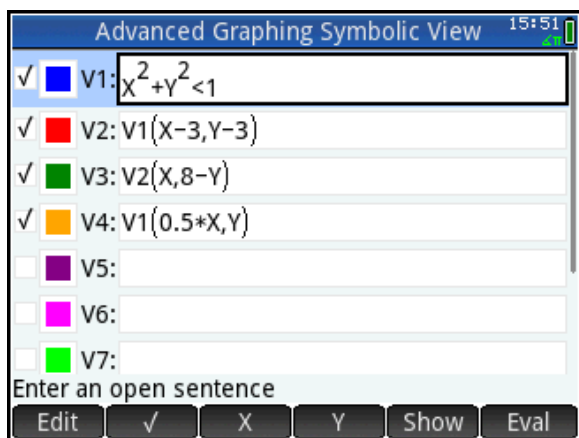 Advanced Graphing Symbolic View 15:51
∡π
√ V1: X²+Y²<1
√ V2: V1(X−3,Y−3)
√ V3: V2(X,8−Y)
√ V4: V1(0.5*X,Y)
V5:
V6:
V7:
Enter an open sentence
Edit √ X Y Show Eval